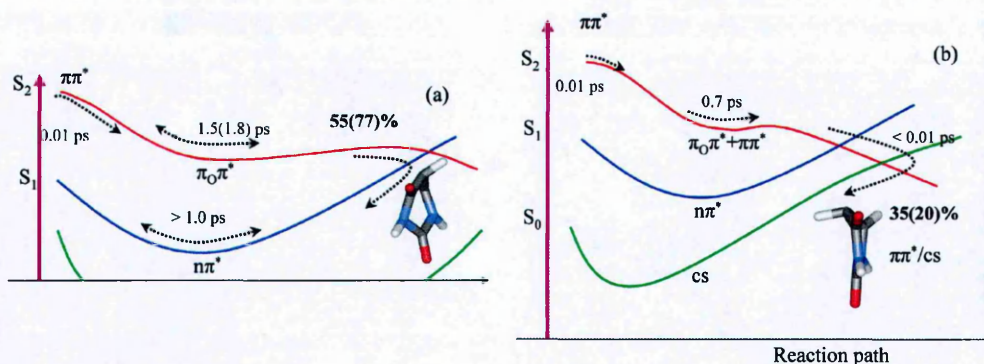 ππ*
S₂
(a)
0.01 ps
1.5(1.8) ps
55(77)%
π_Oπ*
S₁
> 1.0 ps
nπ*
ππ*
(b)
S₂
0.01 ps
0.7 ps
< 0.01 ps
S₁
π_Oπ*+ππ*
nπ*
S₀
35(20)%
ππ*/cs
cs
Reaction path